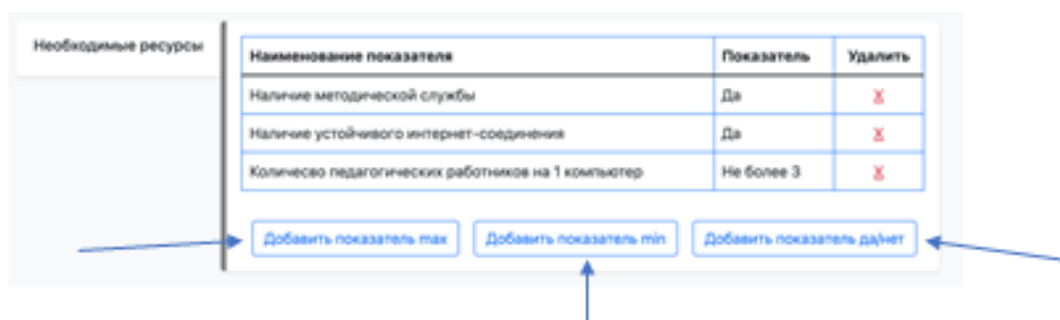 Необходимые ресурсы
Наименование показателя Показатель Удалить
Наличие методической службы Да X
Наличие устойчивого интернет-соединения Да X
Количесво педагогических работников на 1 компьютер Не более 3 X
Добавить показатель max Добавить показатель min Добавить показатель да/нет